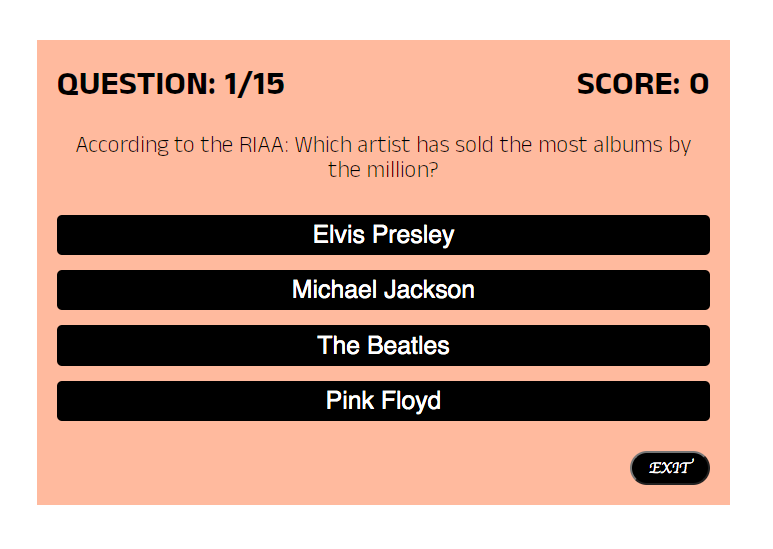 QUESTION: 1/15 SCORE: 0
According to the RIAA: Which artist has sold the most albums by
the million?
Elvis Presley
Michael Jackson
The Beatles
Pink Floyd
EXIT